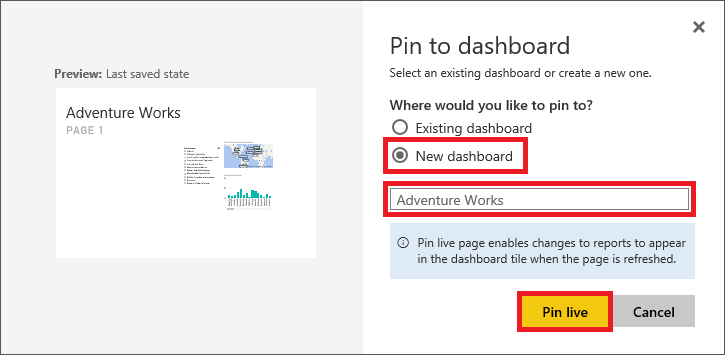 Pin to dashboard
Select an existing dashboard or create a new one.
Preview: Last saved state
Adventure Works
PAGE 1
Where would you like to pin to?
Existing dashboard
New dashboard
Adventure Works
Pin live page enables changes to reports to appear
in the dashboard tile when the page is refreshed.
Pin live
Cancel